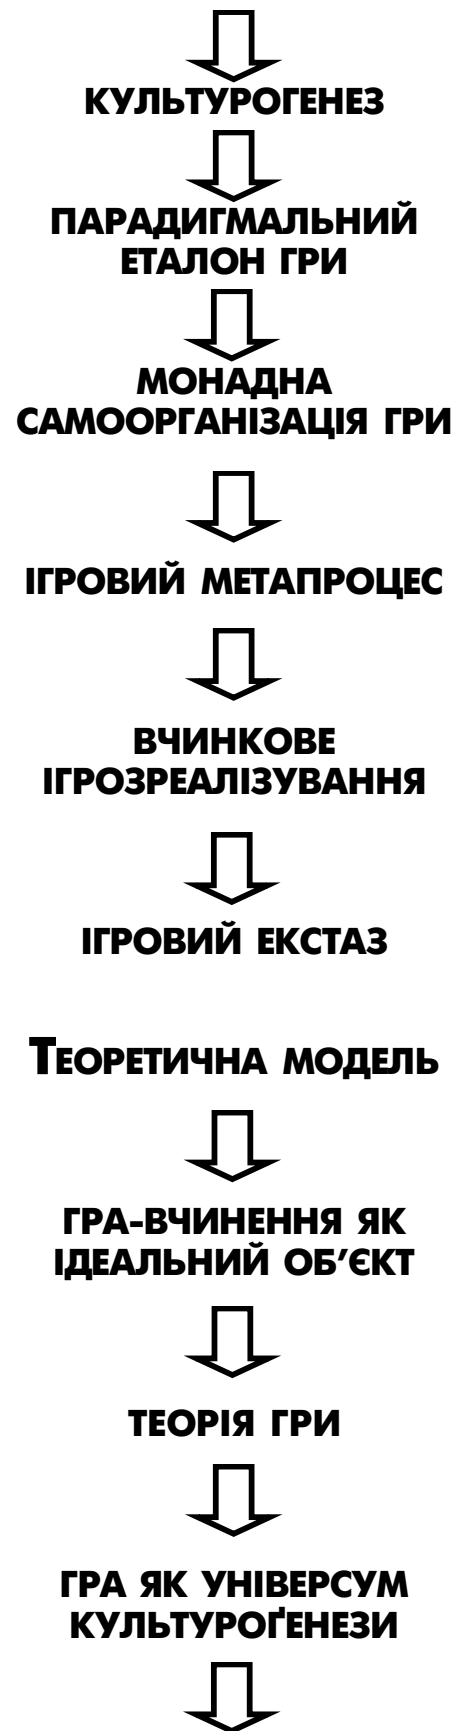 КУЛЬТУРОГЕНЕЗ
ПАРАДИГМАЛЬНИЙ
ЕТАЛОН ГРИ
МОНАДНА
САМООРГАНІЗАЦІЯ ГРИ
ІГРОВИЙ МЕТАПРОЦЕС
ВЧИНКОВЕ
ІГРОЗРЕАЛІЗУВАННЯ
ІГРОВИЙ ЕКСТАЗ
ТЕОРЕТИЧНА МОДЕЛЬ
ГРА-ВЧИНЕННЯ ЯК
ІДЕАЛЬНИЙ ОБ’ЄКТ
ТЕОРІЯ ГРИ
ГРА ЯК УНІВЕРСУМ
КУЛЬТУРОҐЕНЕЗИ